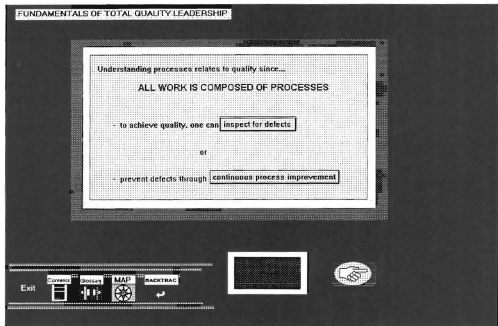 FUNDAMENTALS OF TOTAL QUALITY LEADERSHIP
Understanding processes relates to quality since...
ALL WORK IS COMPOSED OF PROCESSES
- to achieve quality, one can inspect for defects
or
- prevent defects through continuous process improvement
Exit Contents Glossary MAP BACKTRAC